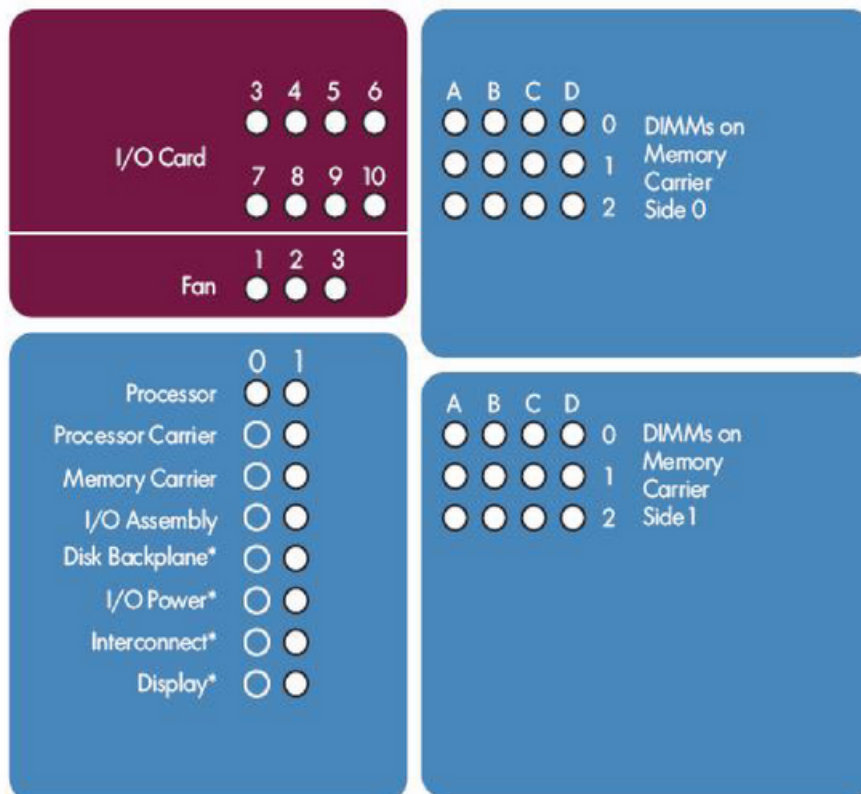 3 4 5 6
I/O Card
7 8 9 10
1 2 3
Fan
0 1
Processor
Processor Carrier
Memory Carrier
I/O Assembly
Disk Backplane*
I/O Power*
Interconnect*
Display*
A B C D
0 DIMMs on
Memory
1
Carrier
2 Side 0
A B C D
0 DIMMs on
Memory
1
Carrier
2 Side 1